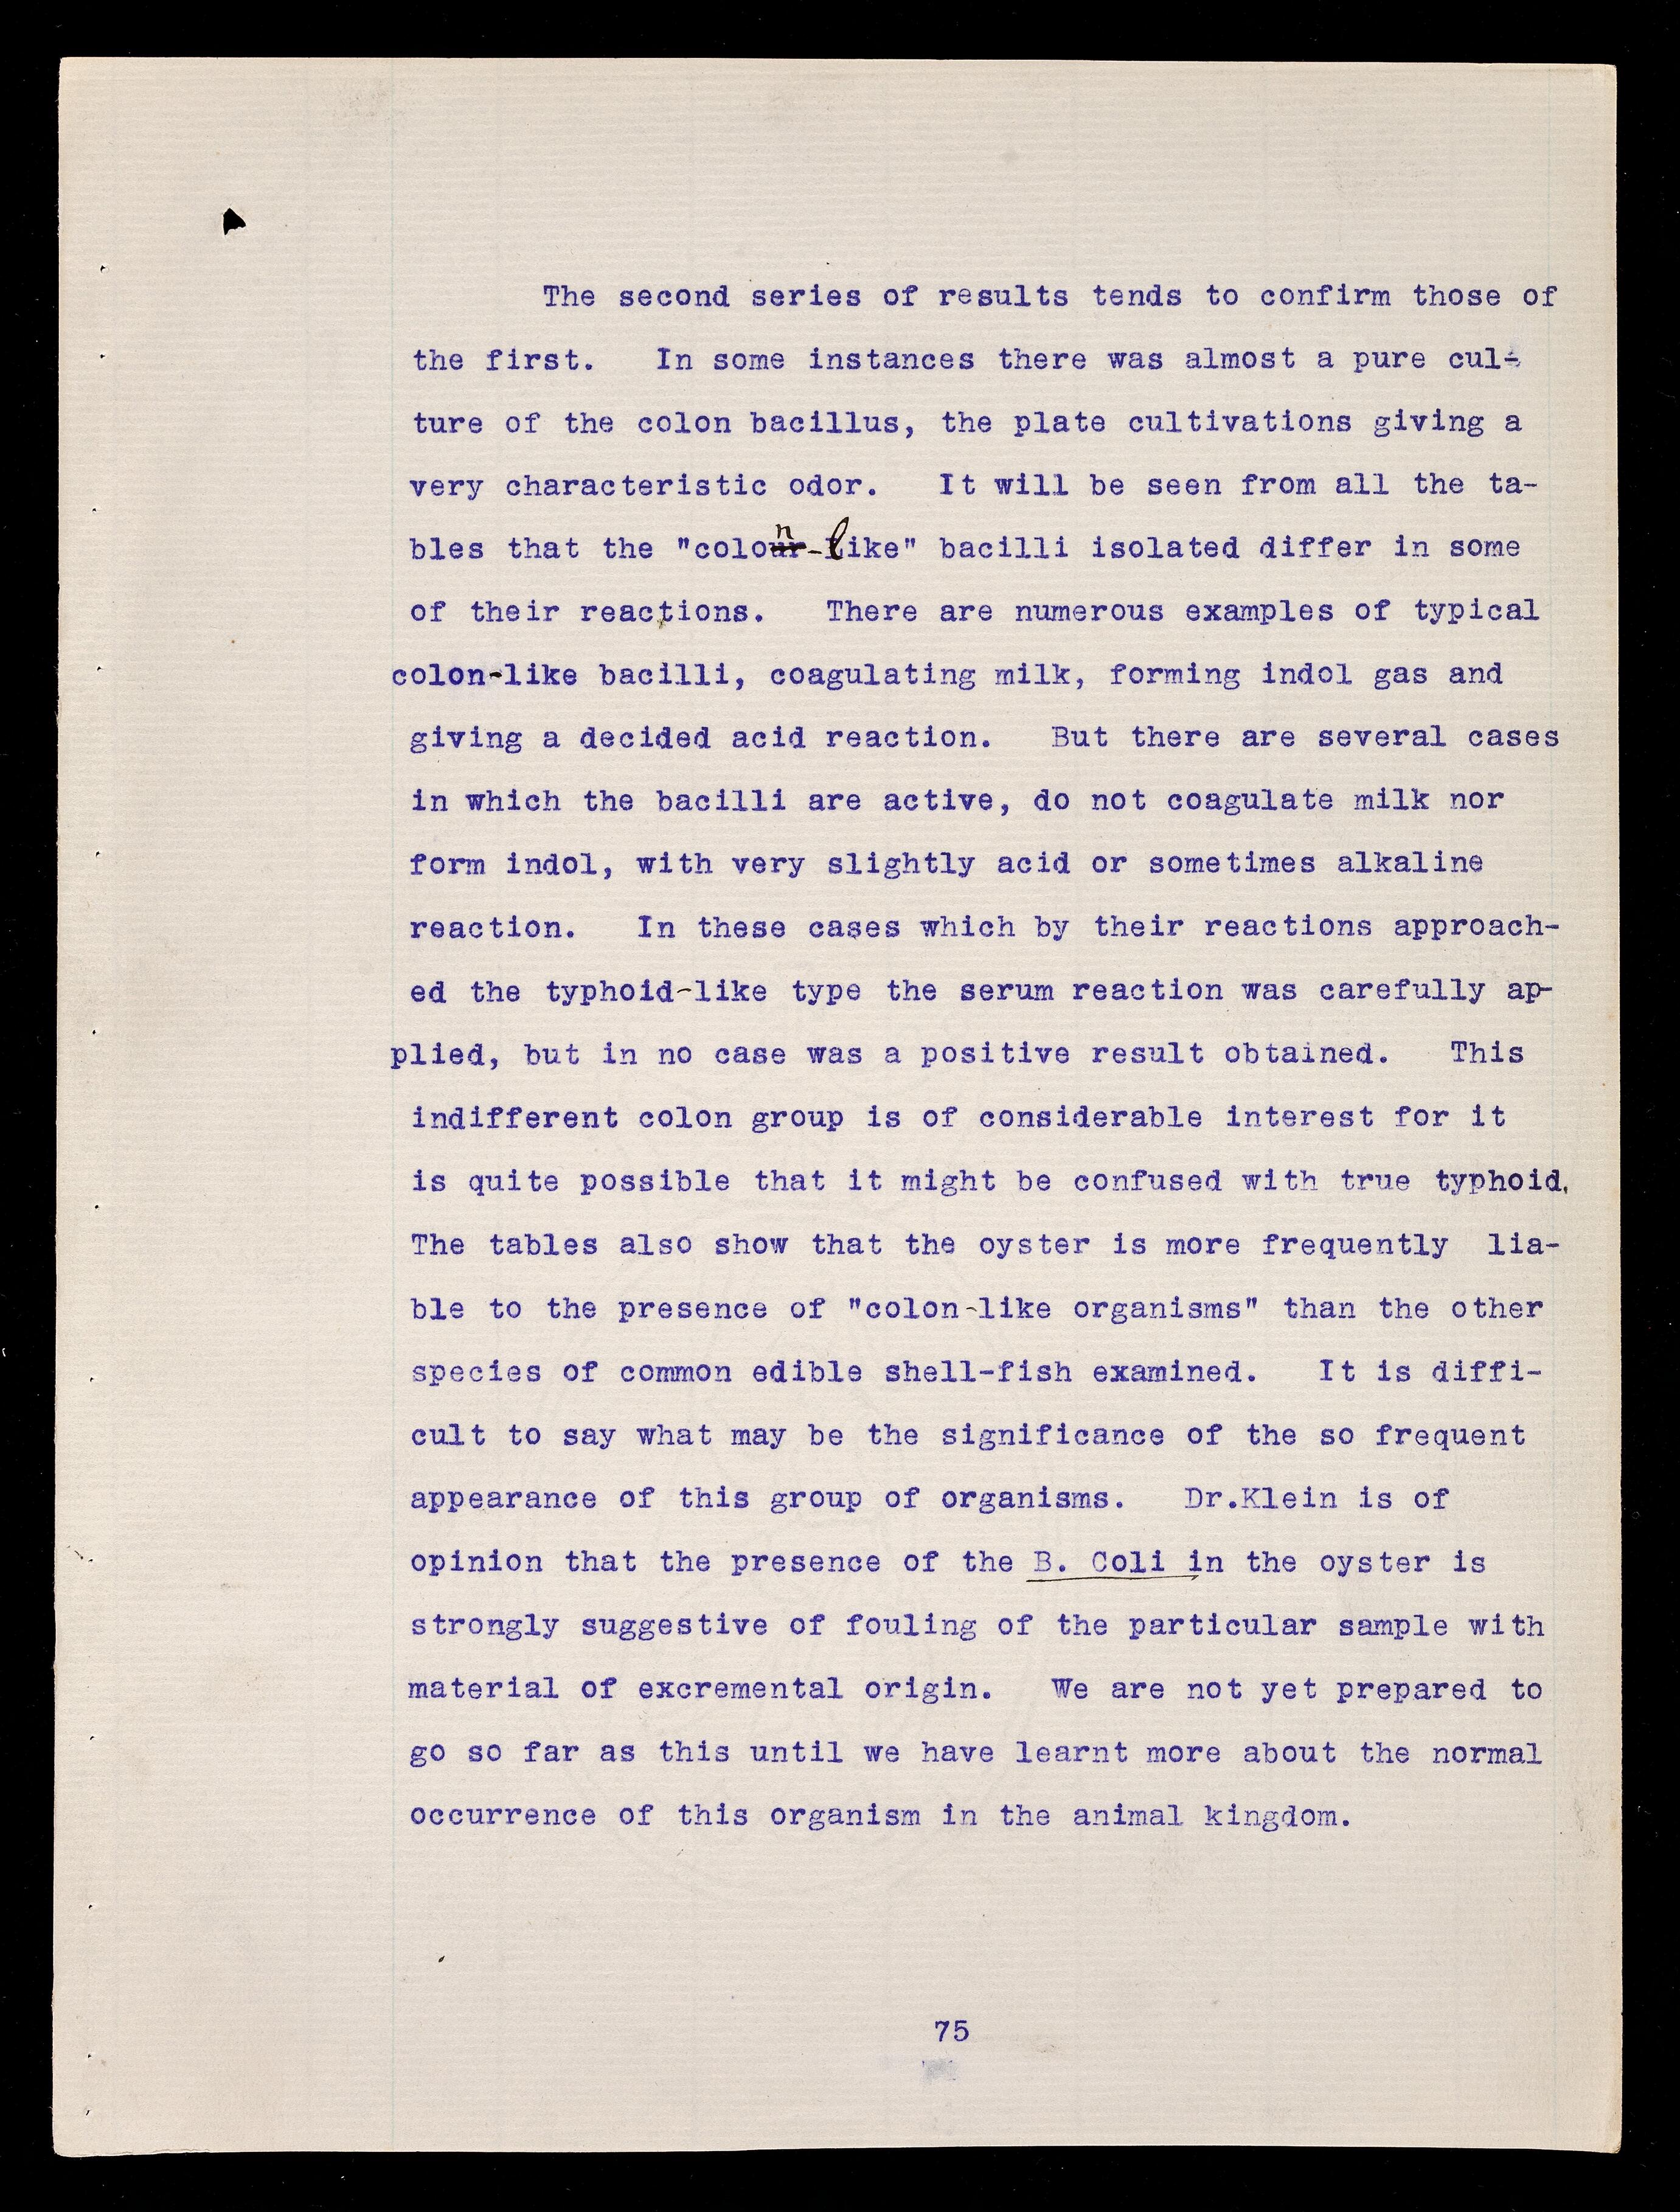 The second series of results tends to confirm those of
the first. In some instances there was almost a pure cul-
ture of the colon bacillus, the plate cultivations giving a
very characteristic odor. It will be seen from all the ta-
bles that the "colon-like" bacilli isolated differ in some
of their reactions. There are numerous examples of typical
colon-like bacilli, coagulating milk, forming indol gas and
giving a decided acid reaction. But there are several cases
in which the bacilli are active, do not coagulate milk nor
form indol, with very slightly acid or sometimes alkaline
reaction. In these cases which by their reactions approach-
ed the typhoid-like type the serum reaction was carefully ap-
plied, but in no case was a positive result obtained. This
indifferent colon group is of considerable interest for it
is quite possible that it might be confused with true typhoid.
The tables also show that the oyster is more frequently lia-
ble to the presence of "colon-like organisms" than the other
species of common edible shell-fish examined. It is diffi-
cult to say what may be the significance of the so frequent
appearance of this group of organisms. Dr.Klein is of
opinion that the presence of the B. Coli in the oyster is
strongly suggestive of fouling of the particular sample with
material of excremental origin. We are not yet prepared to
go so far as this until we have learnt more about the normal
occurrence of this organism in the animal kingdom.
75